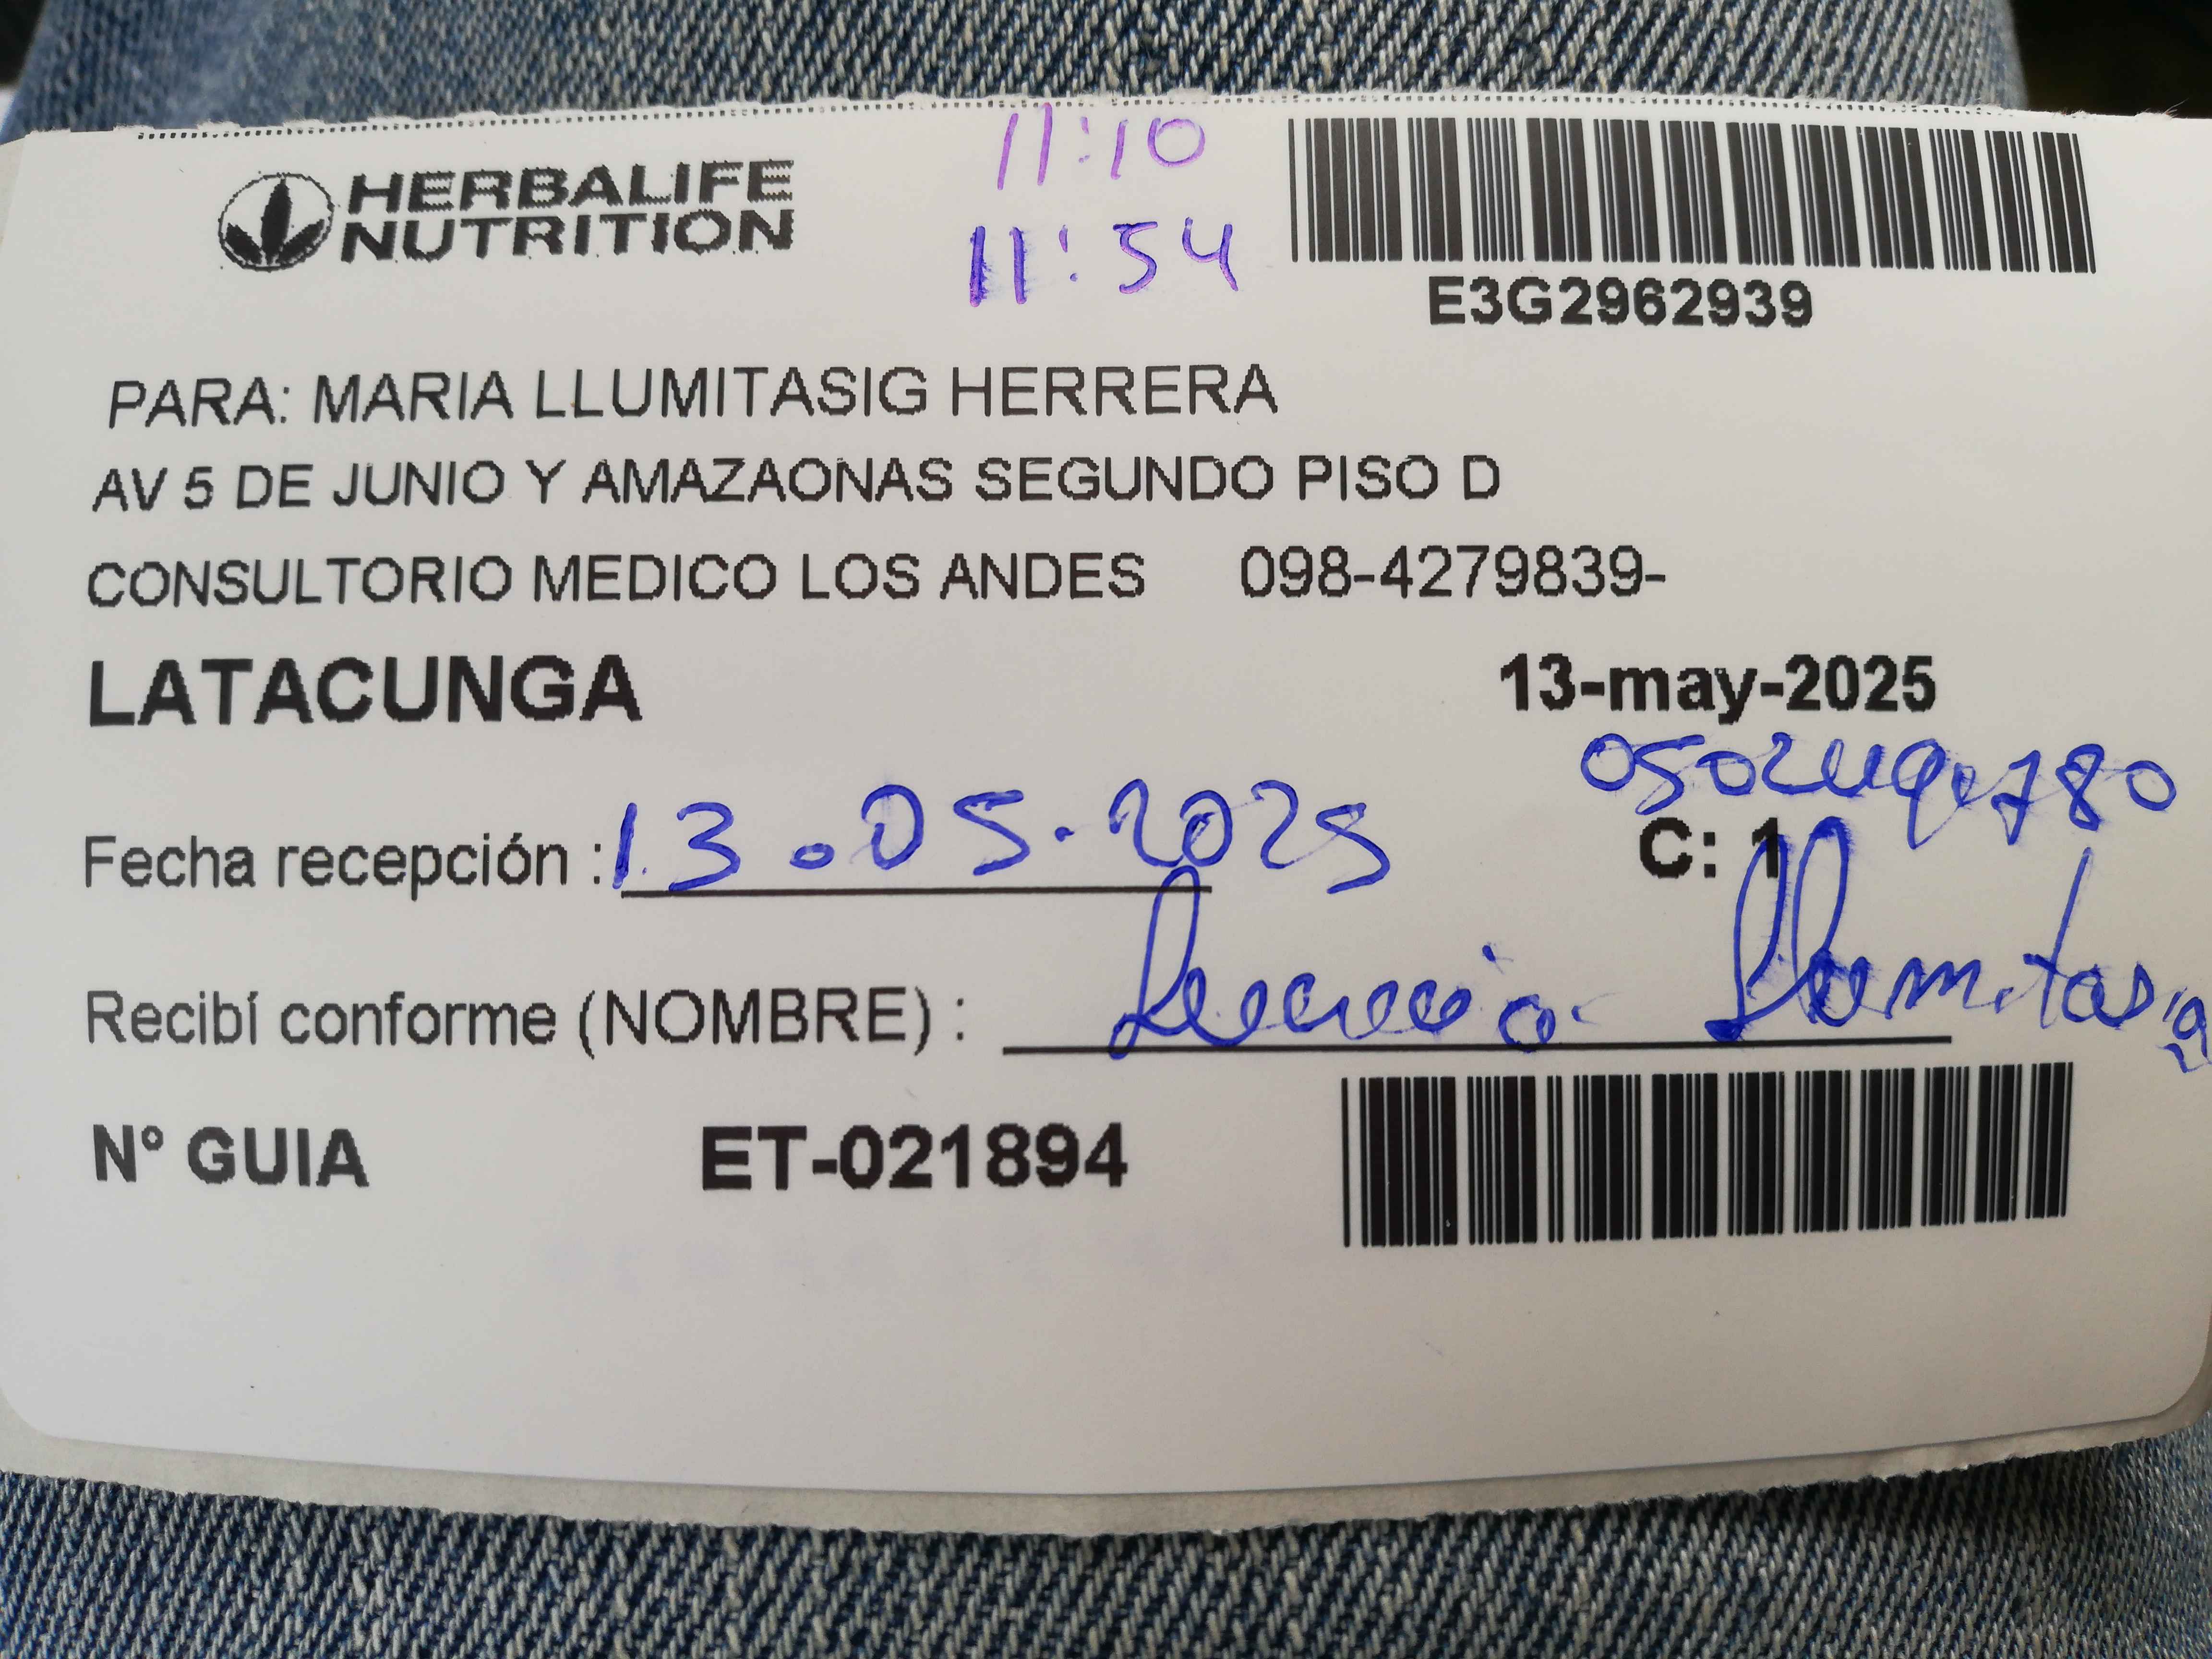 HERBALIFE
NUTRITION
11:10
11:54
E3G2962939
PARA: MARIA LLUMITASIG HERRERA
AV 5 DE JUNIO Y AMAZAONAS SEGUNDO PISO D
CONSULTORIO MEDICO LOS ANDES 098-4279839-
LATACUNGA
13-may-2025
Fecha recepción : 13.05.2025
C: 1
Recibí conforme (NOMBRE) : Llumitasig
N° GUIA ET-021894